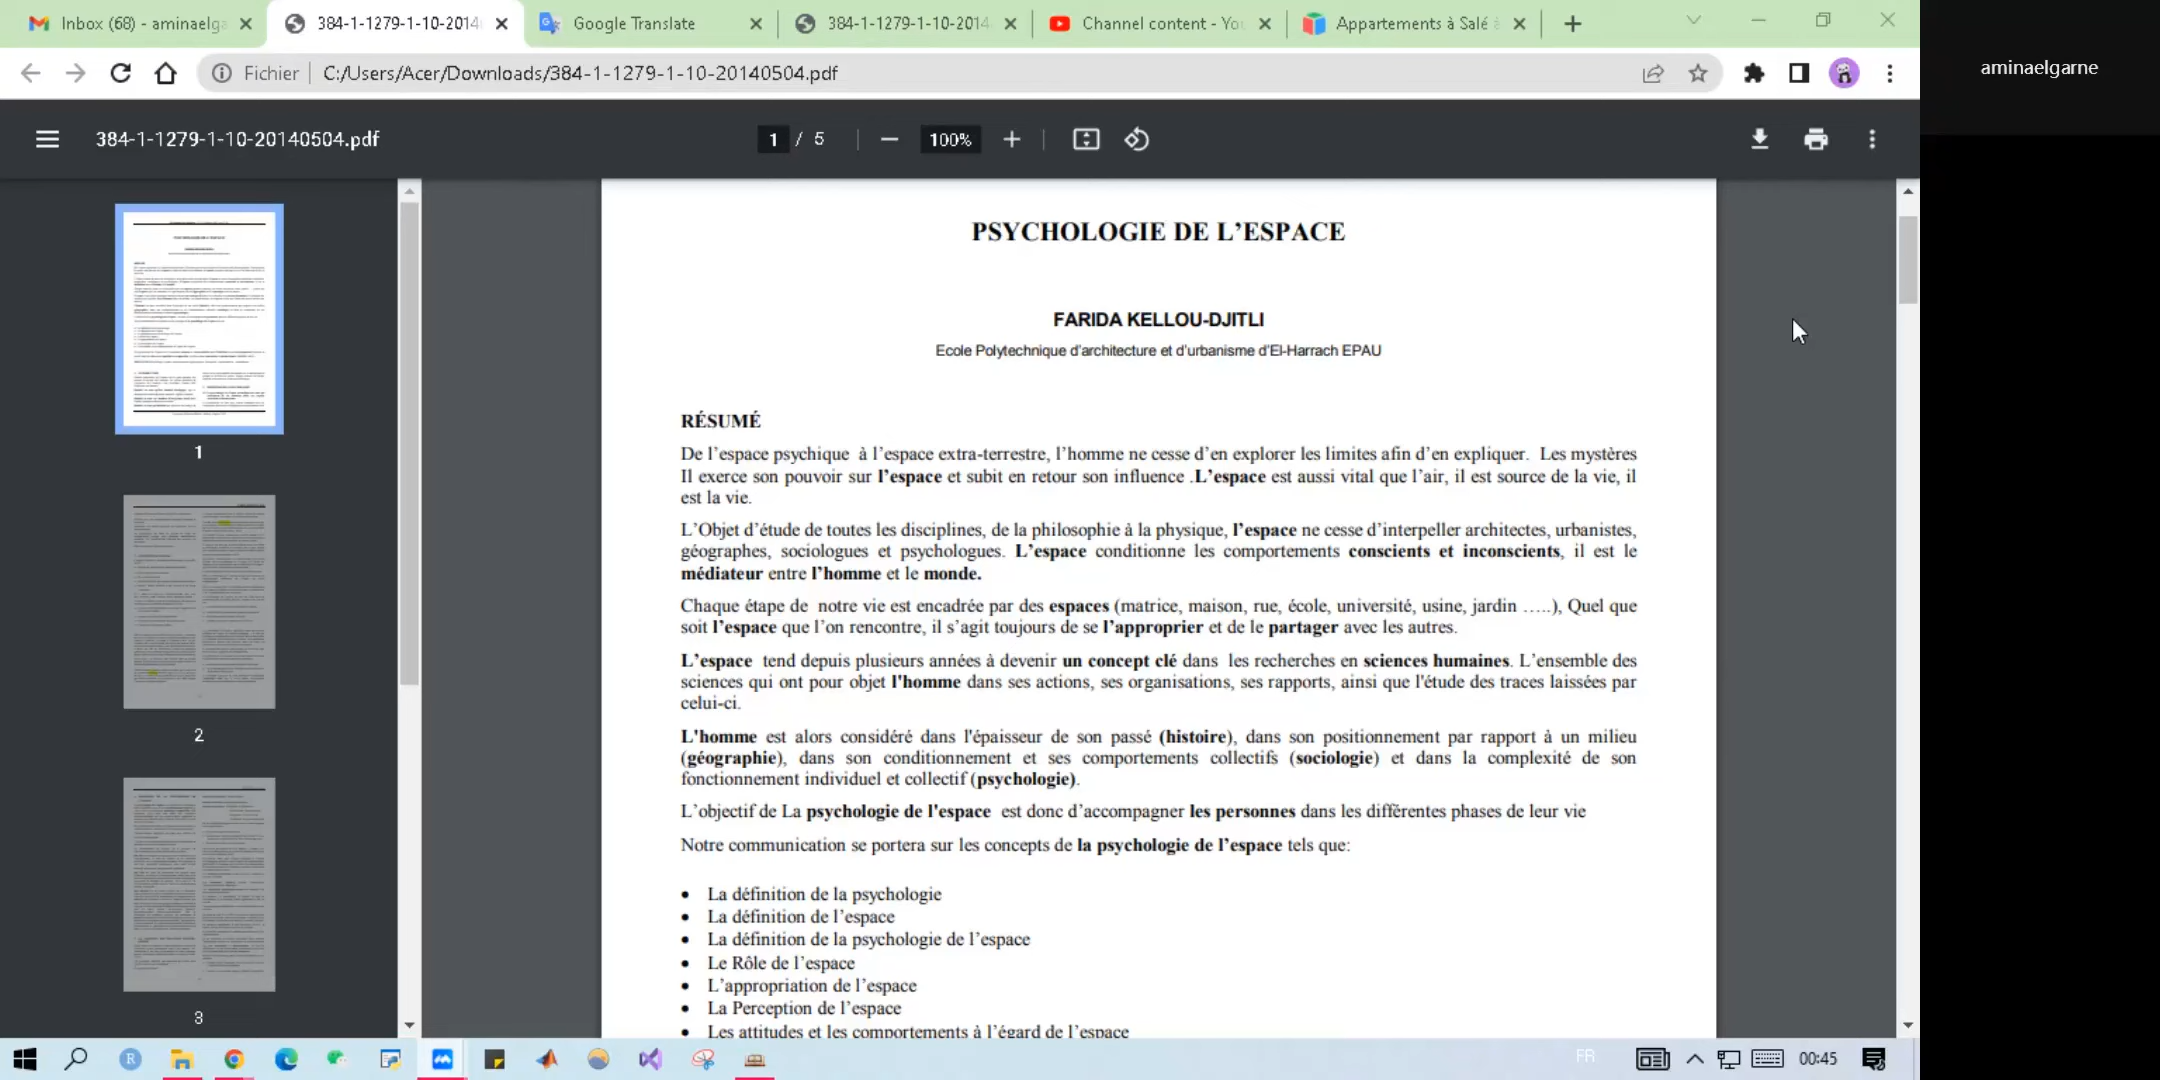 Inbox (68) - aminaelga
384-1-1279-1-10-2014
Google Translate
384-1-1279-1-10-2014
Channel content - You
Appartements à Salé
Fichier
C:/Users/Acer/Downloads/384-1-1279-1-10-20140504.pdf
aminaelgarne
384-1-1279-1-10-20140504.pdf
1 / 5
100%
PSYCHOLOGIE DE L’ESPACE
FARIDA KELLOU-DJITLI
Ecole Polytechnique d’architecture et d’urbanisme d’El-Harrach EPAU
RÉSUMÉ
De l’espace psychique à l’espace extra-terrestre, l’homme ne cesse d’en explorer les limites afin d’en expliquer. Les mystères
Il exerce son pouvoir sur l’espace et subit en retour son influence .L’espace est aussi vital que l’air, il est source de la vie, il
est la vie.
L’Objet d’étude de toutes les disciplines, de la philosophie à la physique, l’espace ne cesse d’interpeller architectes, urbanistes,
géographes, sociologues et psychologues. L’espace conditionne les comportements conscients et inconscients, il est le
médiateur entre l’homme et le monde.
Chaque étape de notre vie est encadrée par des espaces (matrice, maison, rue, école, université, usine, jardin …..), Quel que
soit l’espace que l’on rencontre, il s’agit toujours de se l’approprier et de le partager avec les autres.
L’espace tend depuis plusieurs années à devenir un concept clé dans les recherches en sciences humaines. L’ensemble des
sciences qui ont pour objet l'homme dans ses actions, ses organisations, ses rapports, ainsi que l'étude des traces laissées par
celui-ci.
L'homme est alors considéré dans l'épaisseur de son passé (histoire), dans son positionnement par rapport à un milieu
(géographie), dans son conditionnement et ses comportements collectifs (sociologie) et dans la complexité de son
fonctionnement individuel et collectif (psychologie).
L’objectif de La psychologie de l'espace est donc d’accompagner les personnes dans les différentes phases de leur vie
Notre communication se portera sur les concepts de la psychologie de l’espace tels que:
• La définition de la psychologie
• La définition de l’espace
• La définition de la psychologie de l’espace
• Le Rôle de l’espace
• L’appropriation de l’espace
• La Perception de l’espace
• Les attitudes et les comportements à l’égard de l’espace
1
2
3
FR
00:45